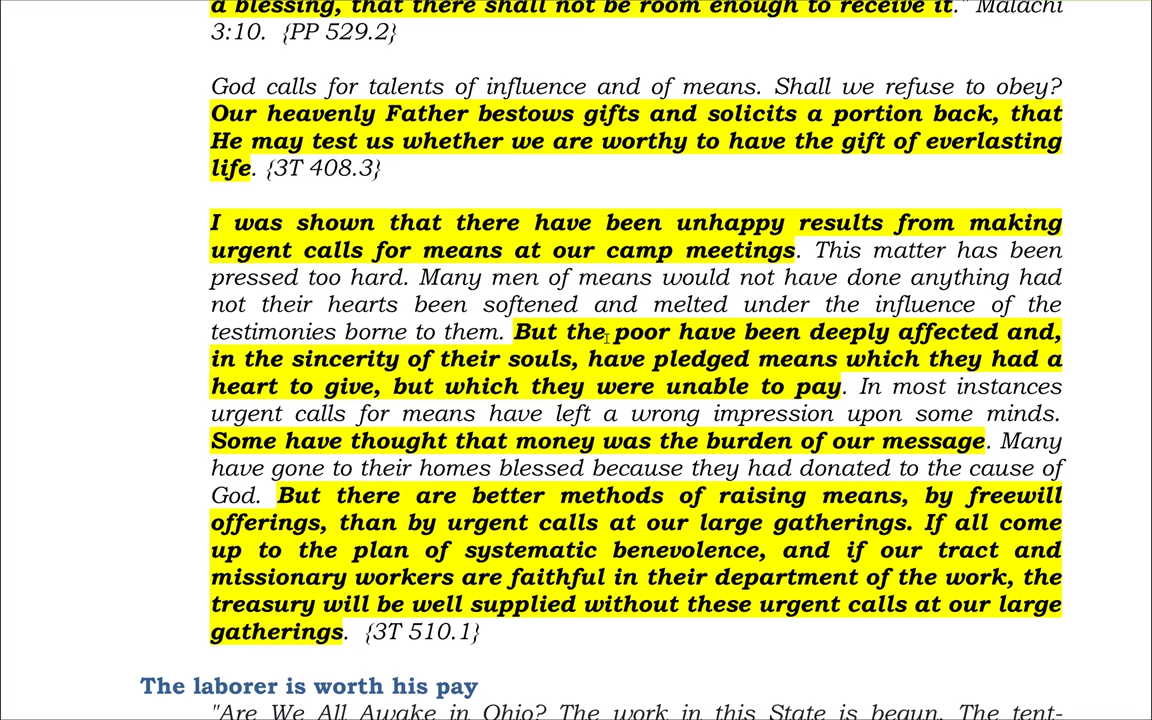 a blessing, that there shall not be room enough to receive it." Malachi
3:10. {PP 529.2}
God calls for talents of influence and of means. Shall we refuse to obey?
Our heavenly Father bestows gifts and solicits a portion back, that
He may test us whether we are worthy to have the gift of everlasting
life. {3T 408.3}
I was shown that there have been unhappy results from making
urgent calls for means at our camp meetings. This matter has been
pressed too hard. Many men of means would not have done anything had
not their hearts been softened and melted under the influence of the
testimonies borne to them. But the poor have been deeply affected and,
in the sincerity of their souls, have pledged means which they had a
heart to give, but which they were unable to pay. In most instances
urgent calls for means have left a wrong impression upon some minds.
Some have thought that money was the burden of our message. Many
have gone to their homes blessed because they had donated to the cause of
God. But there are better methods of raising means, by freewill
offerings, than by urgent calls at our large gatherings. If all come
up to the plan of systematic benevolence, and if our tract and
missionary workers are faithful in their department of the work, the
treasury will be well supplied without these urgent calls at our large
gatherings. {3T 510.1}
The laborer is worth his pay
"Are We All Awake in Ohio? The work in this State is begun. The tent-